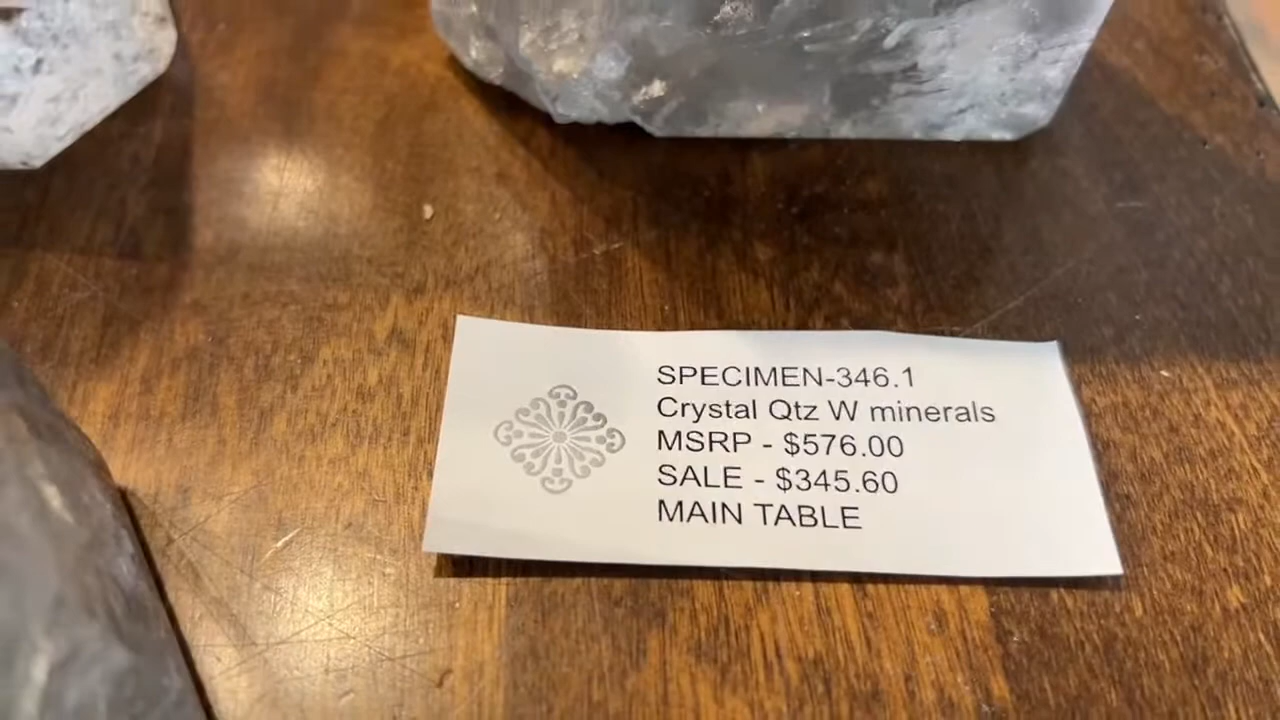 SPECIMEN-346.1
Crystal Qtz W minerals
MSRP - $576.00
SALE - $345.60
MAIN TABLE